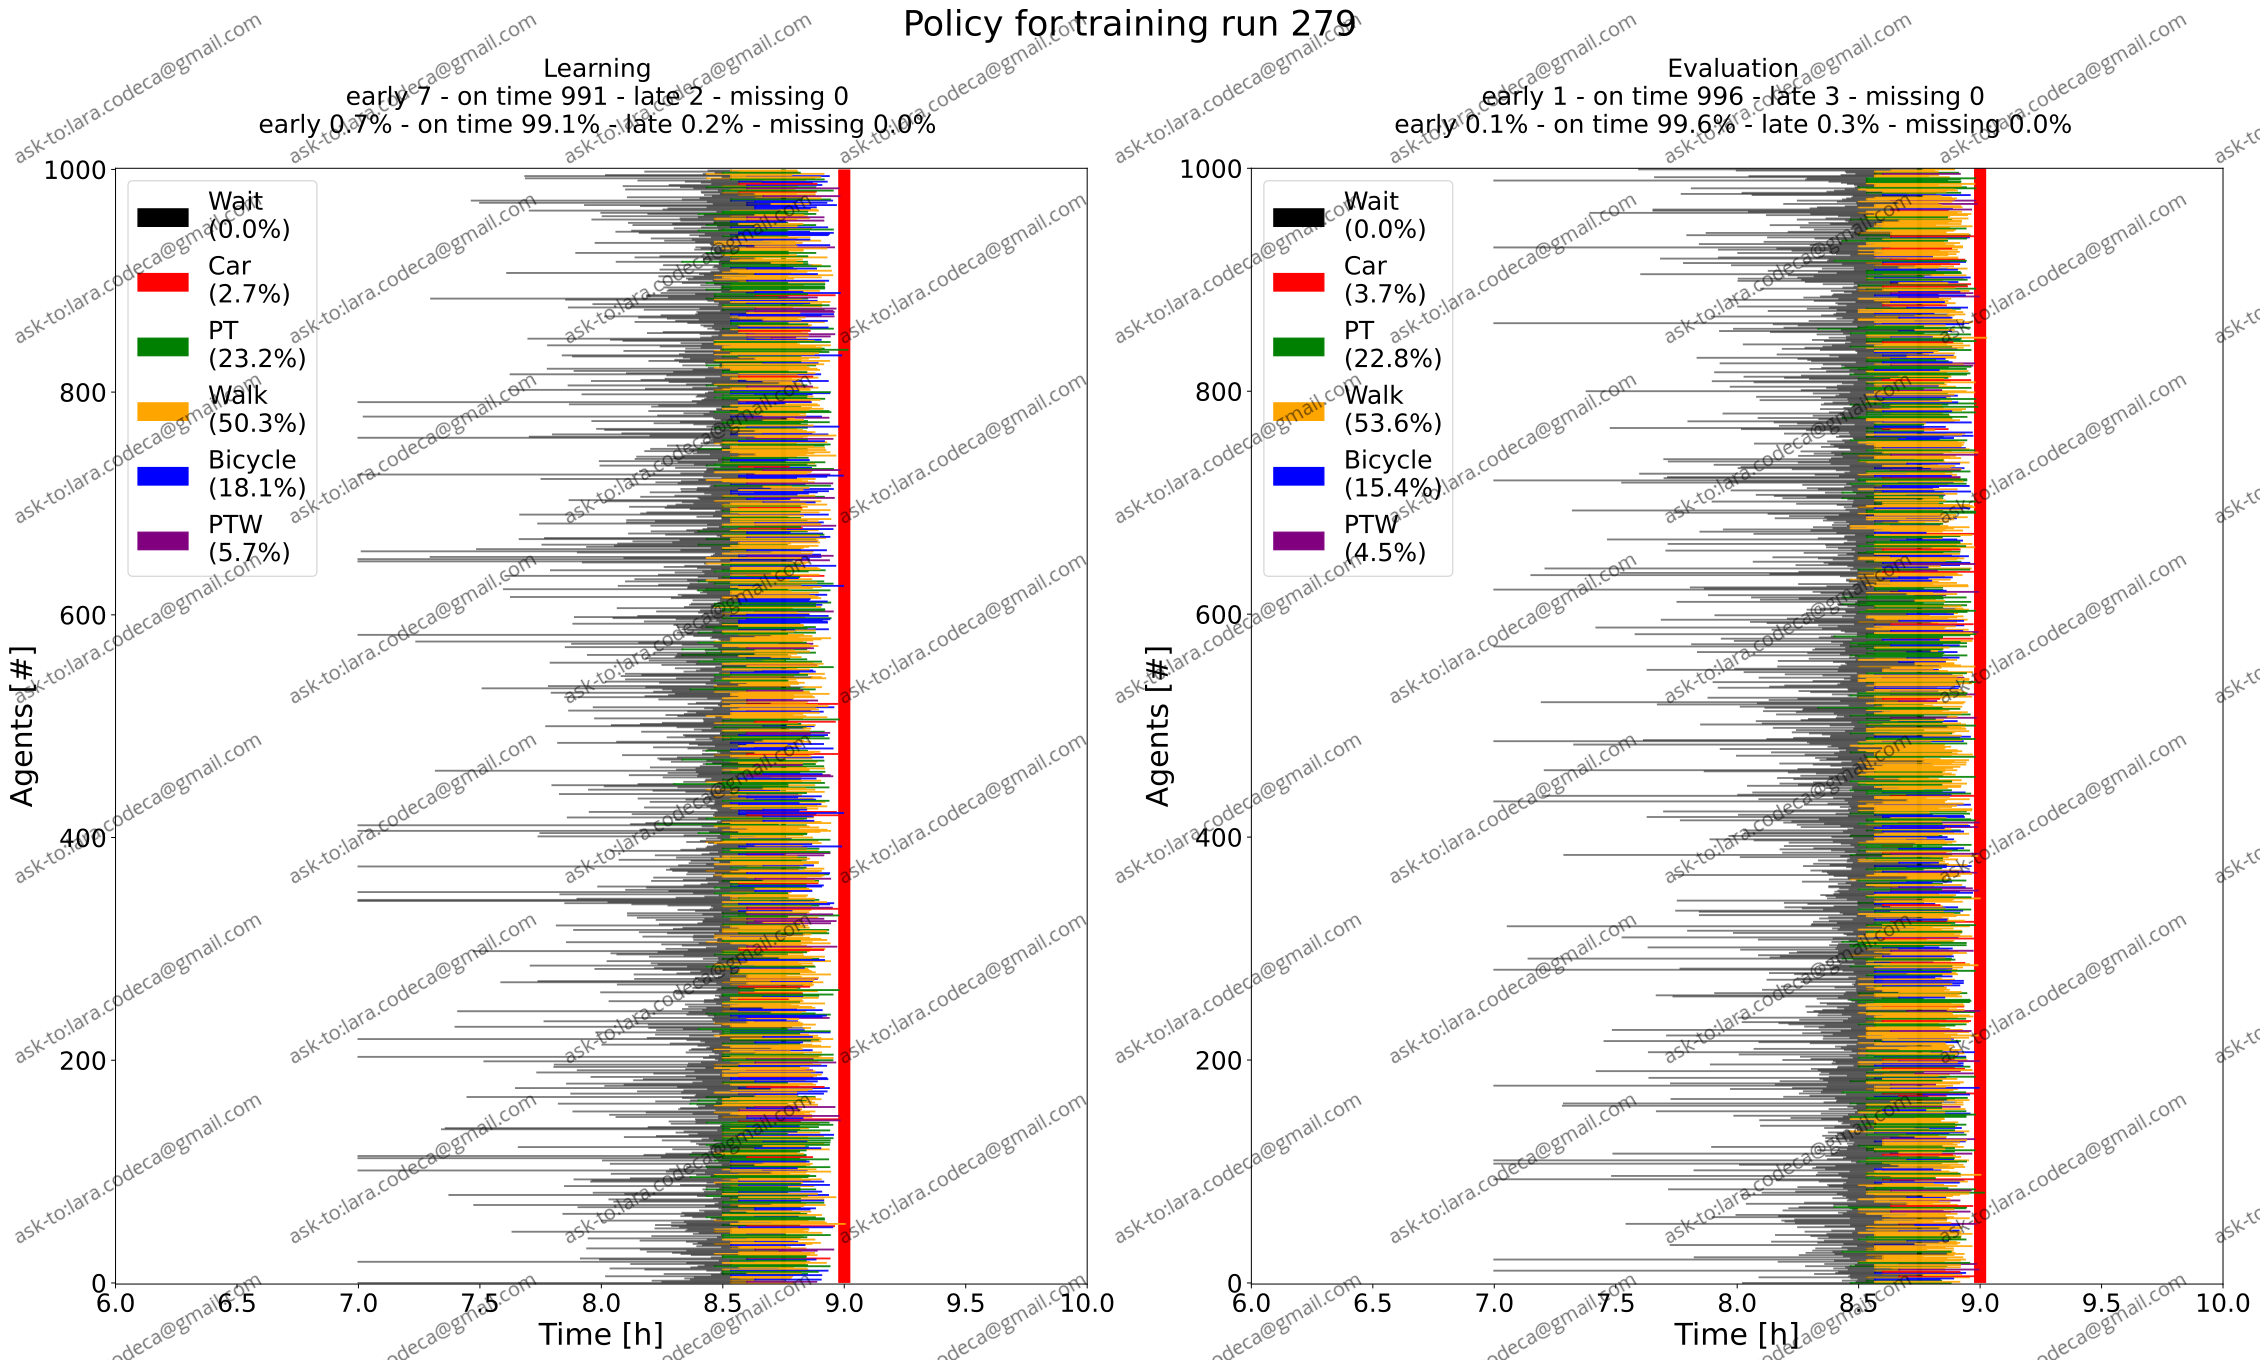 Policy for training run 279
Learning
early 7 - on time 991 - late 2 - missing 0
early 0.7% - on time 99.1% - late 0.2% - missing 0.0%
Wait
(0.0%)
Car
(2.7%)
PT
(23.2%)
Walk
(50.3%)
Bicycle
(18.1%)
PTW
(5.7%)
Agents [#]
1000
800
600
400
200
0
6.0 6.5 7.0 7.5 8.0 8.5 9.0 9.5 10.0
Time [h]
Evaluation
early 1 - on time 996 - late 3 - missing 0
early 0.1% - on time 99.6% - late 0.3% - missing 0.0%
Wait
(0.0%)
Car
(3.7%)
PT
(22.8%)
Walk
(53.6%)
Bicycle
(15.4%)
PTW
(4.5%)
Agents [#]
1000
800
600
400
200
0
6.0 6.5 7.0 7.5 8.0 8.5 9.0 9.5 10.0
Time [h]
ask-to:lara.codeca@gmail.com